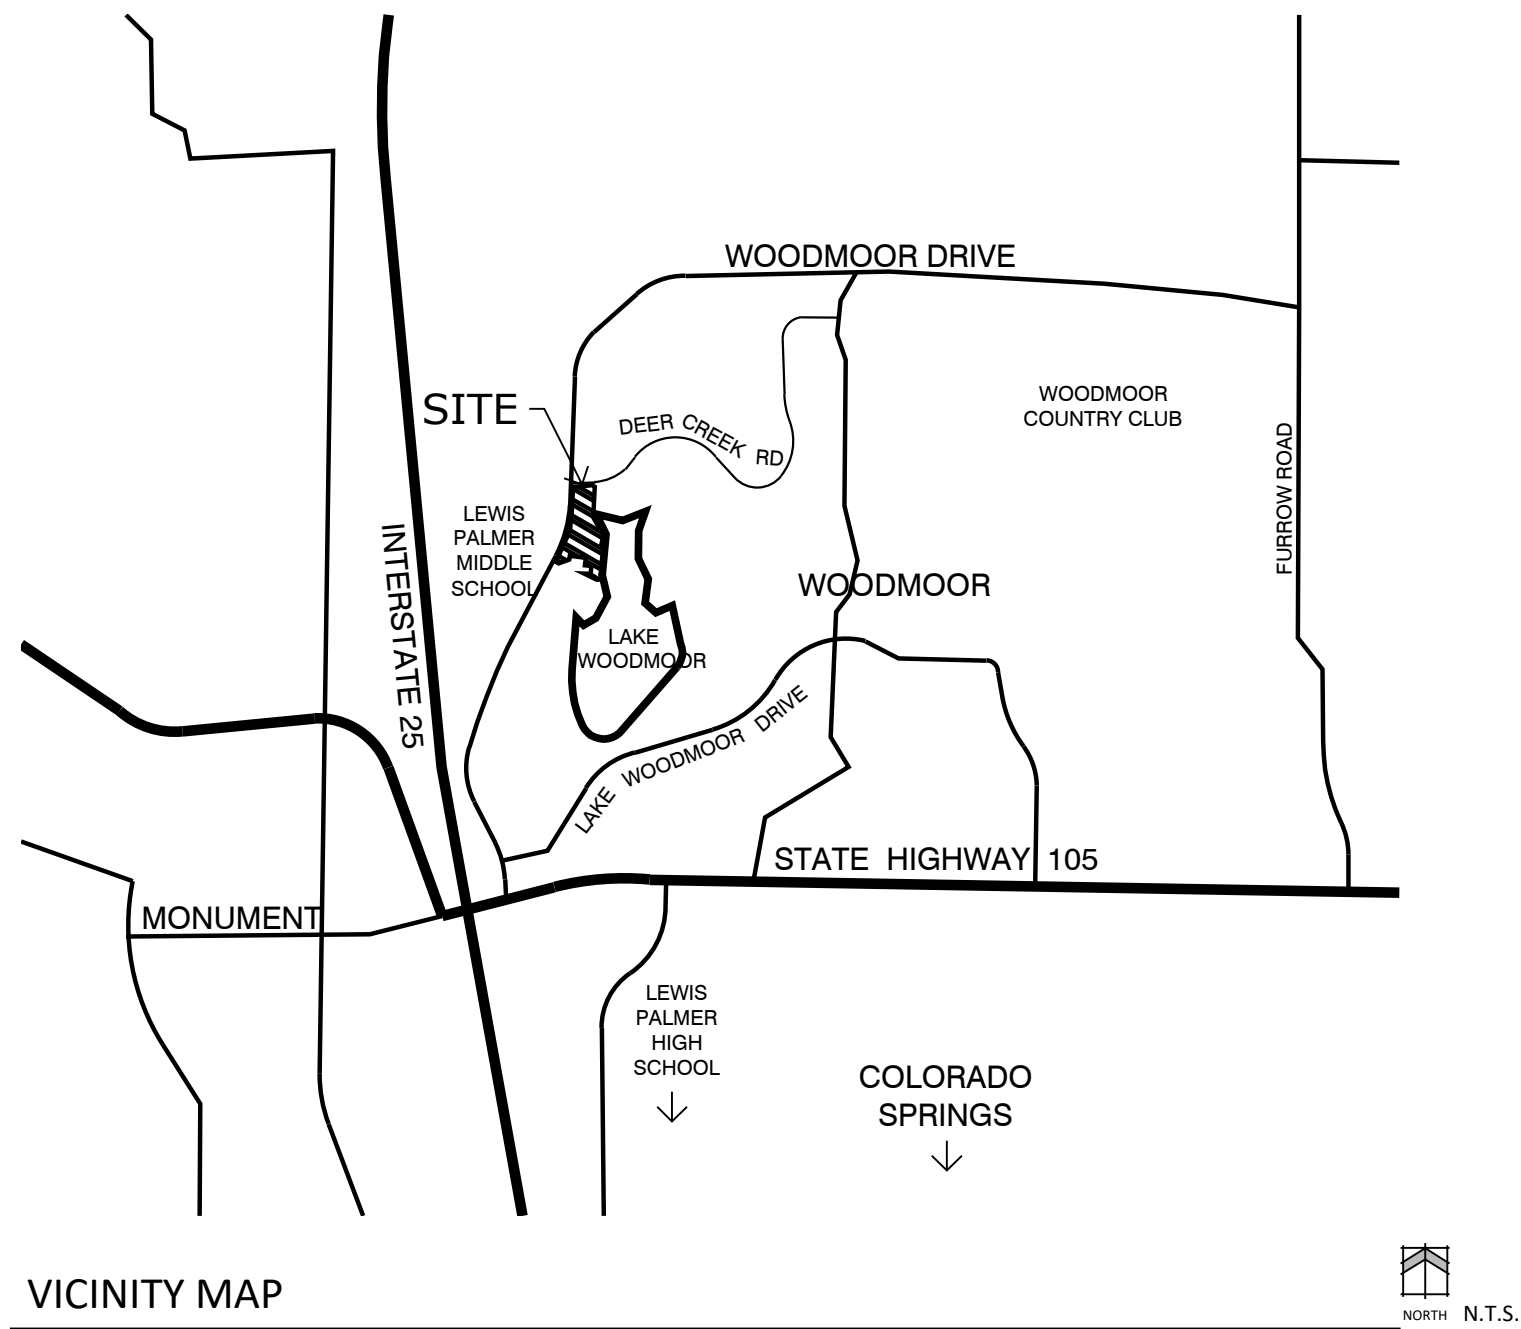 WOODMOOR DRIVE
SITE
WOODMOOR
COUNTRY CLUB
DEER CREEK RD
FURROW ROAD
LEWIS
PALMER
MIDDLE
SCHOOL
INTERSTATE 25
WOODMOOR
LAKE
WOODMOOR
LAKE WOODMOOR DRIVE
STATE HIGHWAY 105
MONUMENT
LEWIS
PALMER
HIGH
SCHOOL
COLORADO
SPRINGS
VICINITY MAP
NORTH N.T.S.